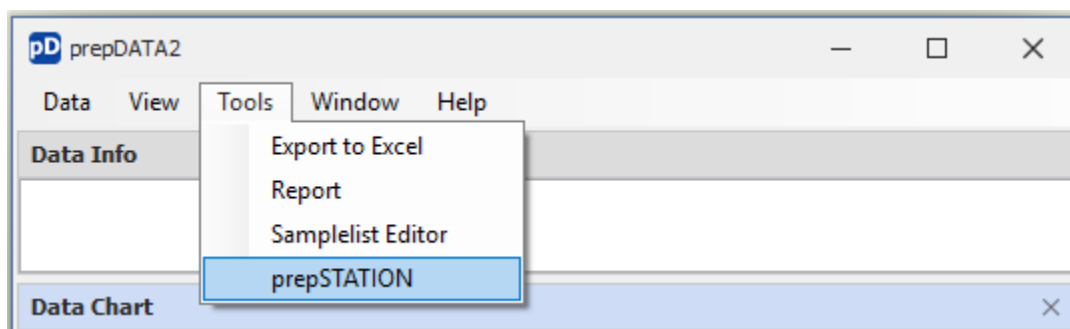 pD prepDATA2
Data View Tools Window Help
Data Info
Export to Excel
Report
Samplelist Editor
prepSTATION
Data Chart